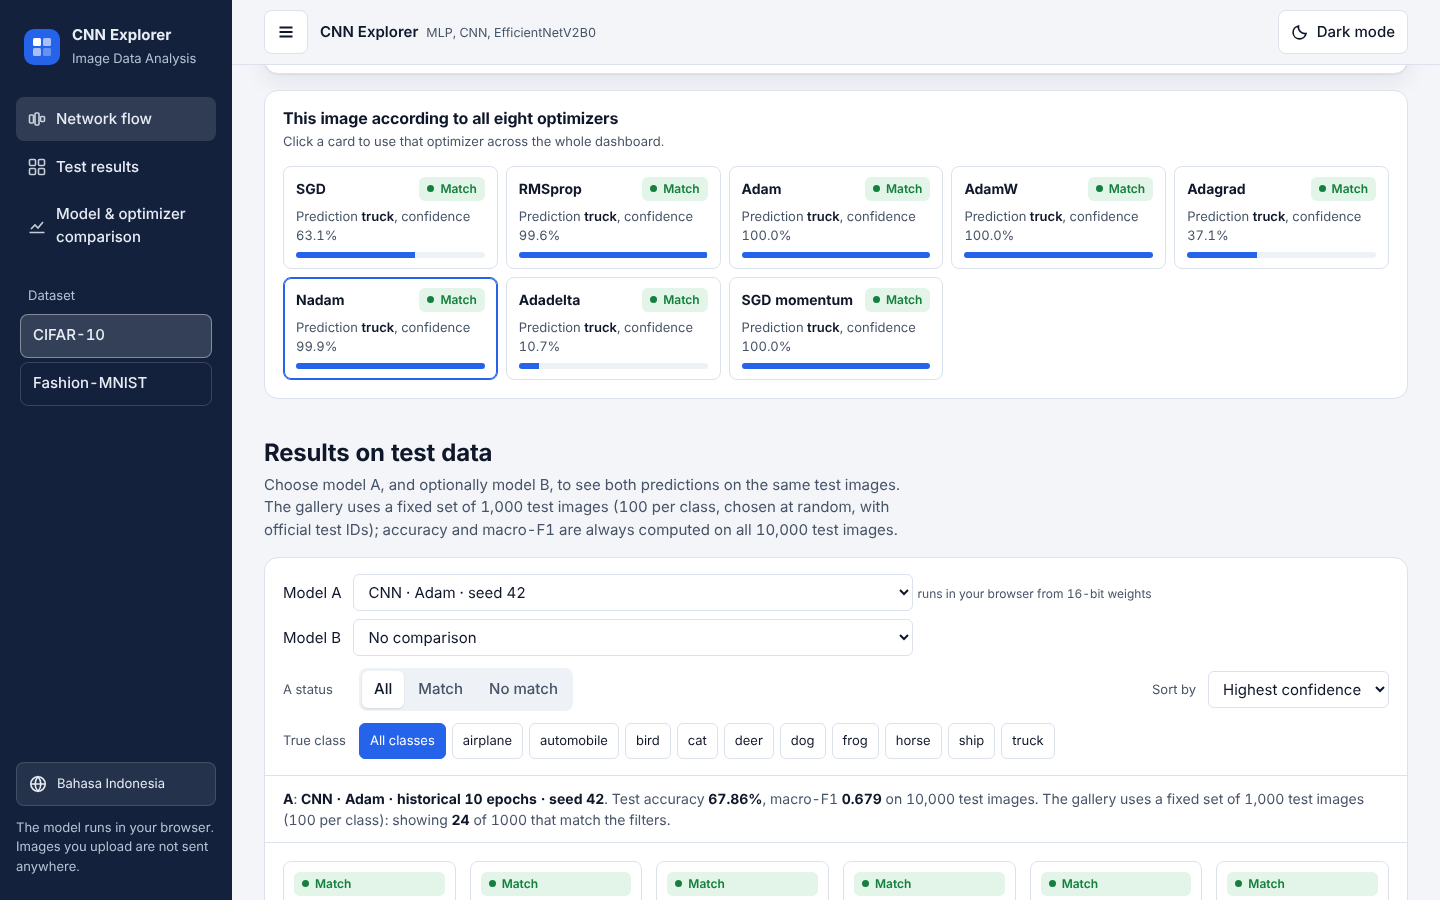 CNN Explorer
Image Data Analysis
Network flow
Test results
Model & optimizer
comparison
Dataset
CIFAR-10
Fashion-MNIST
Bahasa Indonesia
The model runs in your browser.
Images you upload are not sent
anywhere.
CNN Explorer MLP, CNN, EfficientNetV2B0
Dark mode
This image according to all eight optimizers
Click a card to use that optimizer across the whole dashboard.
SGD Match
Prediction truck, confidence
63.1%
RMSprop Match
Prediction truck, confidence
99.6%
Adam Match
Prediction truck, confidence
100.0%
AdamW Match
Prediction truck, confidence
100.0%
Adagrad Match
Prediction truck, confidence
37.1%
Nadam Match
Prediction truck, confidence
99.9%
Adadelta Match
Prediction truck, confidence
10.7%
SGD momentum Match
Prediction truck, confidence
100.0%
Results on test data
Choose model A, and optionally model B, to see both predictions on the same test images.
The gallery uses a fixed set of 1,000 test images (100 per class, chosen at random, with
official test IDs); accuracy and macro-F1 are always computed on all 10,000 test images.
Model A CNN · Adam · seed 42 runs in your browser from 16-bit weights
Model B No comparison
A status All Match No match Sort by Highest confidence
True class All classes airplane automobile bird cat deer dog frog horse ship truck
A: CNN · Adam · historical 10 epochs · seed 42. Test accuracy 67.86%, macro-F1 0.679 on 10,000 test images. The gallery uses a fixed set of 1,000 test images
(100 per class): showing 24 of 1000 that match the filters.
Match Match Match Match Match Match